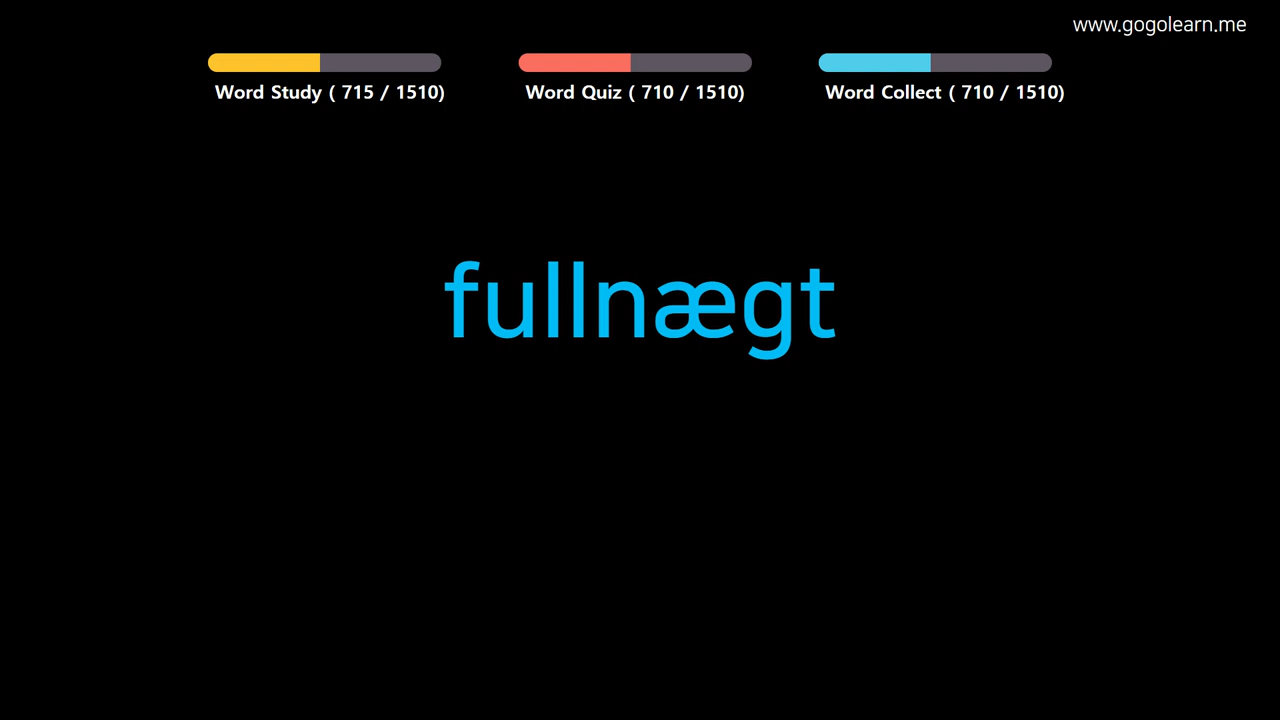 www.gogolearn.me
Word Study ( 715 / 1510)
Word Quiz ( 710 / 1510)
Word Collect ( 710 / 1510)
fullnægt